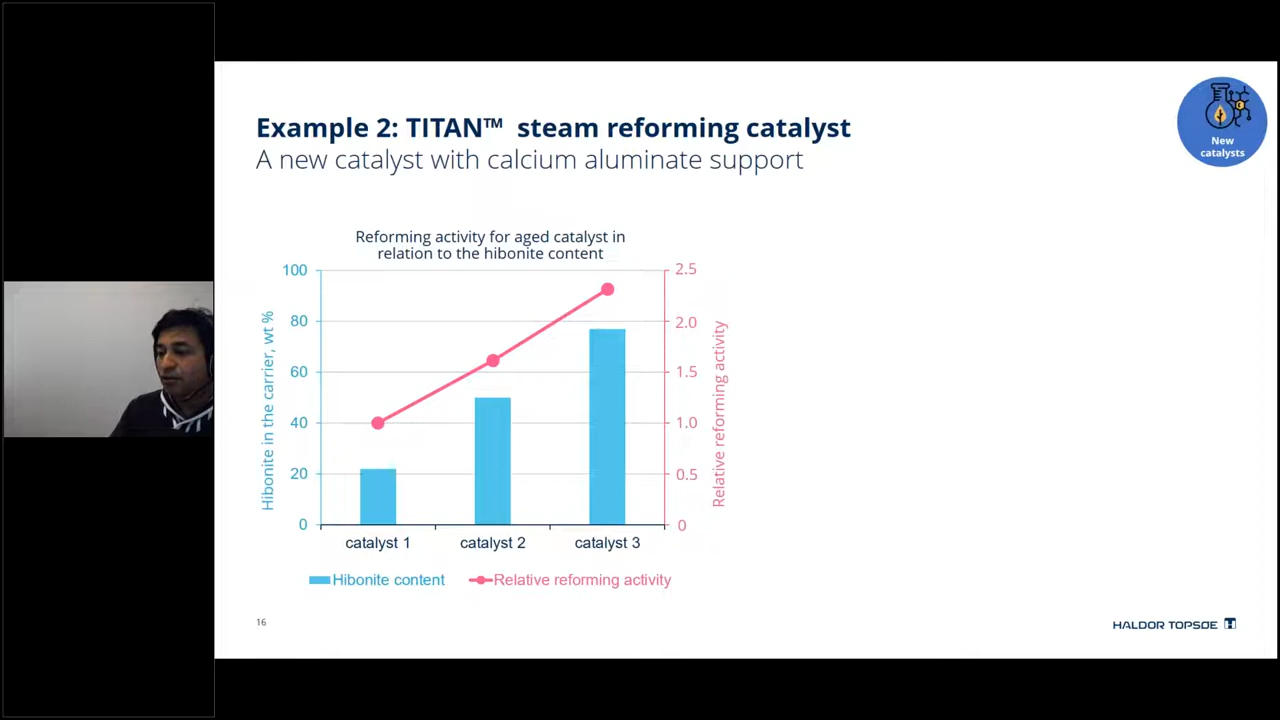 Example 2: TITAN™ steam reforming catalyst
A new catalyst with calcium aluminate support
New
catalysts
Reforming activity for aged catalyst in
relation to the hibonite content
Hibonite in the carrier, wt %
100
80
60
40
20
0
2.5
2.0
1.5
1.0
0.5
0
Relative reforming activity
catalyst 1
catalyst 2
catalyst 3
Hibonite content
Relative reforming activity
16
HALDOR TOPSØE